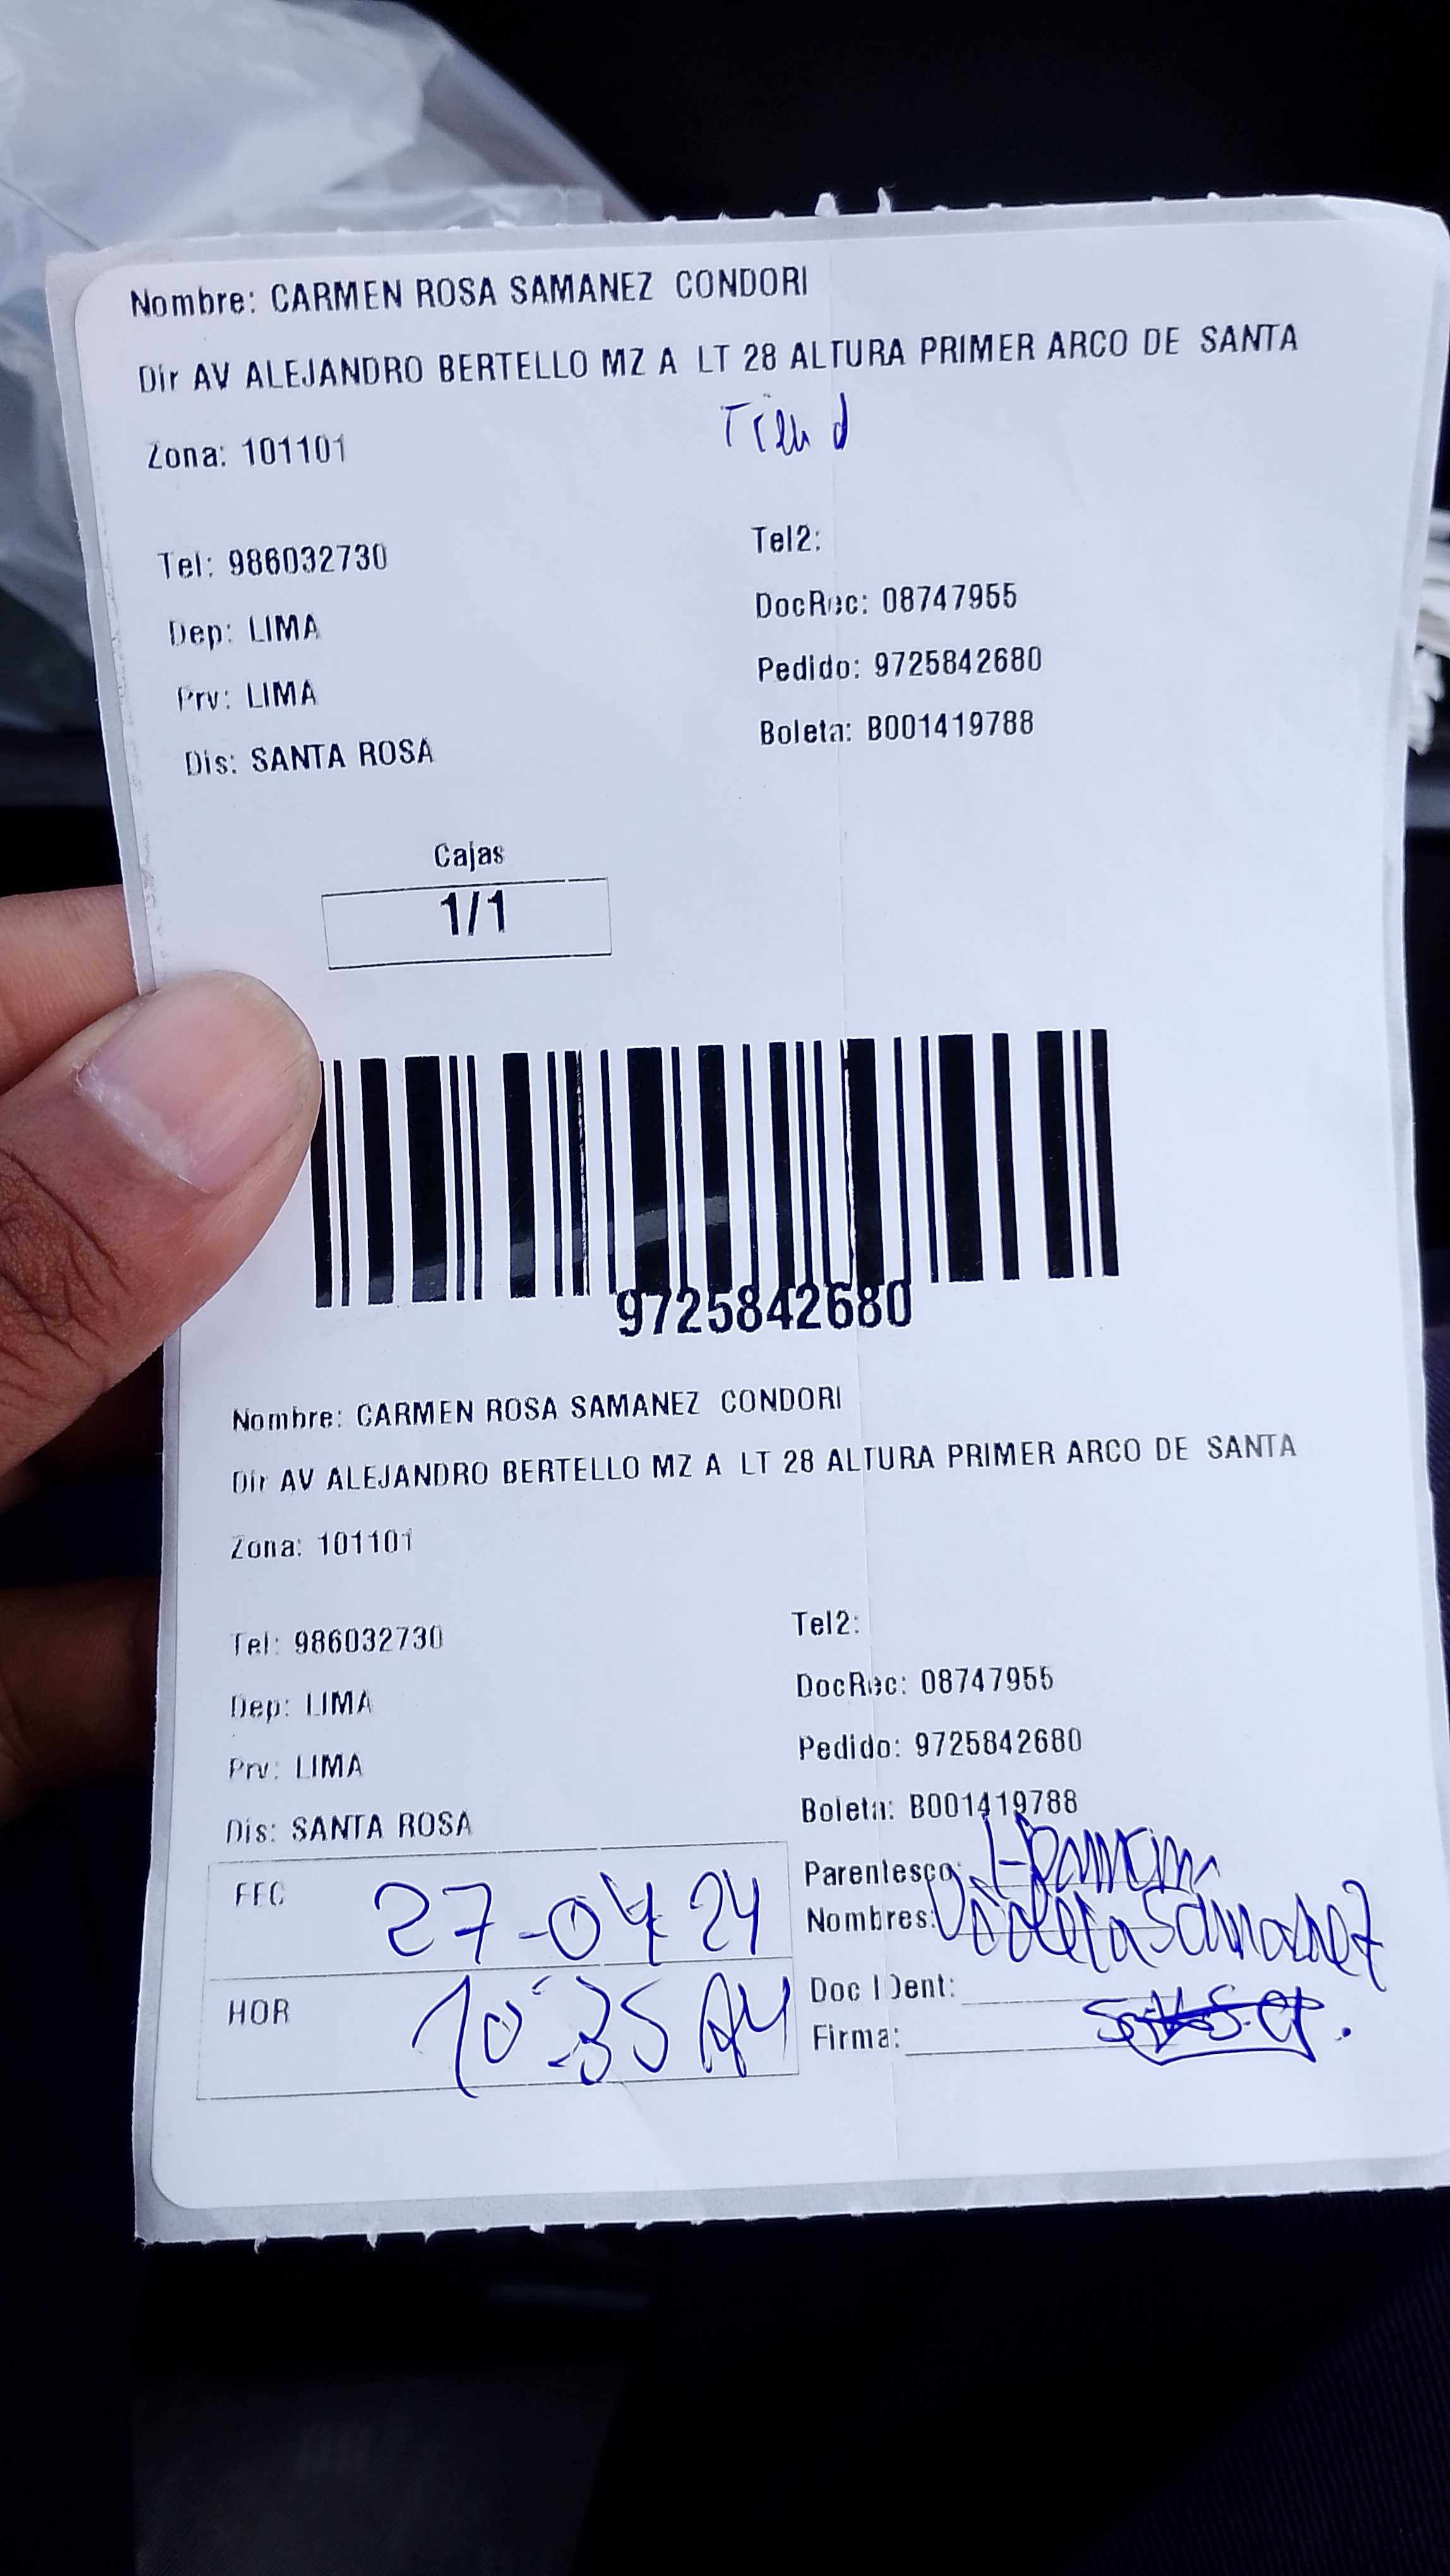 Nombre: CARMEN ROSA SAMANEZ CONDORI
Dir AV ALEJANDRO BERTELLO MZ A LT 28 ALTURA PRIMER ARCO DE SANTA
Zona: 101101
Tel: 986032730
Dep: LIMA
Prv: LIMA
Dis: SANTA ROSA
Tel2:
DocRec: 08747955
Pedido: 9725842680
Boleta: B001419788
Cajas
1/1
9725842680
Nombre: CARMEN ROSA SAMANEZ CONDORI
Dir AV ALEJANDRO BERTELLO MZ A LT 28 ALTURA PRIMER ARCO DE SANTA
Zona: 101101
Tel: 986032730
Dep: LIMA
Prv: LIMA
Dis: SANTA ROSA
Tel2:
DocRec: 08747955
Pedido: 9725842680
Boleta: B001419788
FEC 27-04 24
HOR 10:35 AM
Parentesco:
Nombres: Samanez
Doc IDent:
Firma: